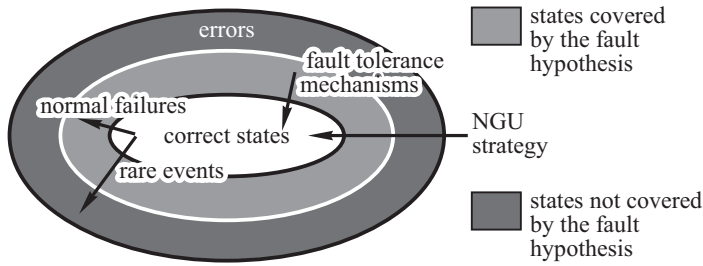 errors
fault tolerance
mechanisms
normal failures
correct states
rare events
NGU
strategy
states covered
by the fault
hypothesis
states not covered
by the fault
hypothesis